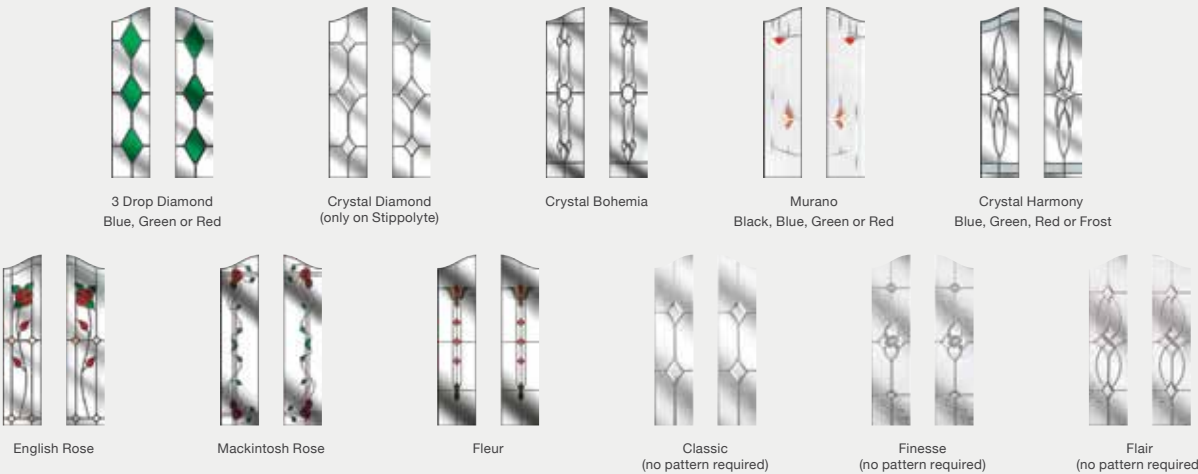 3 Drop Diamond
Blue, Green or Red
Crystal Diamond
(only on Stippolyte)
Crystal Bohemia
Murano
Black, Blue, Green or Red
Crystal Harmony
Blue, Green, Red or Frost
English Rose
Mackintosh Rose
Fleur
Classic
(no pattern required)
Finesse
(no pattern required)
Flair
(no pattern required)